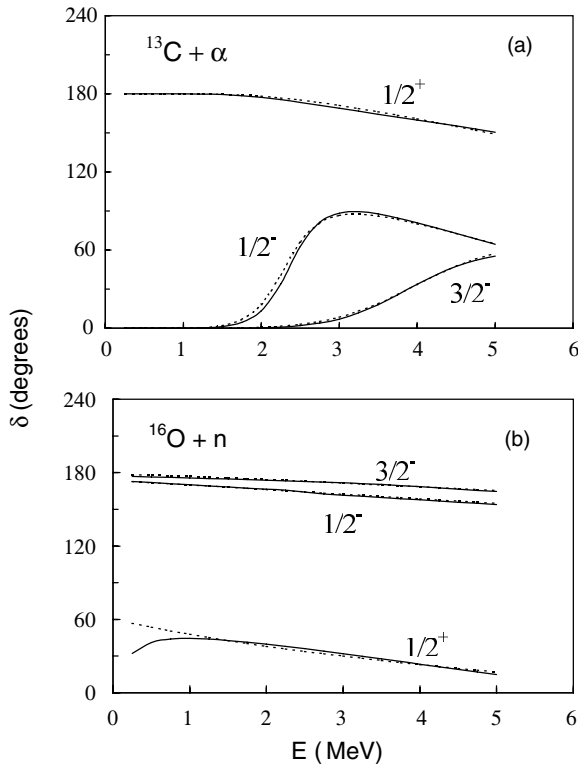 240
¹³C + α
(a)
180
1/2⁺
120
60
1/2⁻
3/2⁻
0
0 1 2 3 4 5 6
δ (degrees)
240
¹⁶O + n
(b)
180
3/2⁻
1/2⁻
120
60
1/2⁺
0
0 1 2 3 4 5 6
E ( MeV)